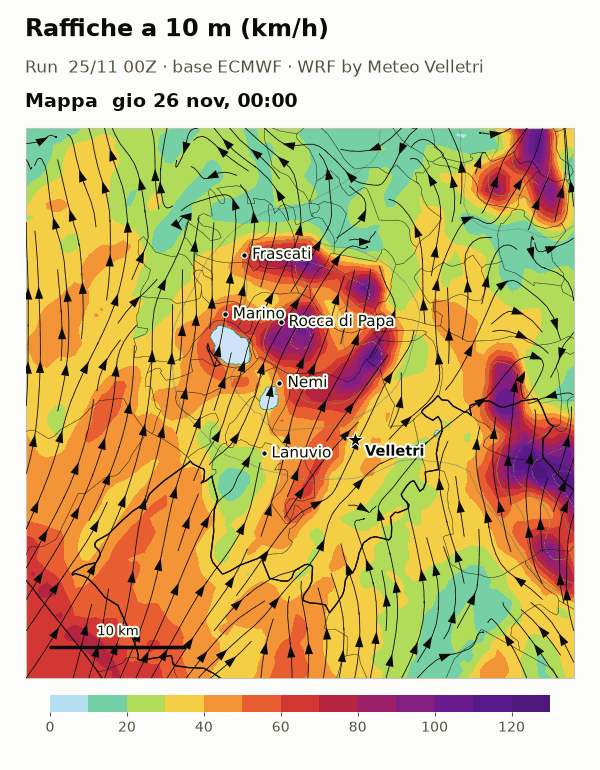 Raffiche a 10 m (km/h)
Run 25/11 00Z · base ECMWF · WRF by Meteo Velletri
Mappa gio 26 nov, 00:00
Frascati
Marino
Rocca di Papa
Nemi
Velletri
Lanuvio
10 km
0 20 40 60 80 100 120